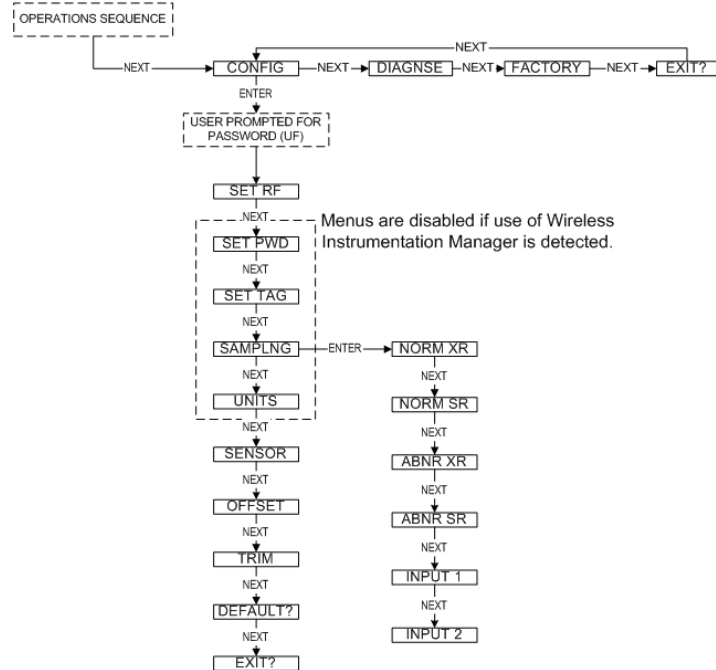 OPERATIONS SEQUENCE
NEXT
NEXT
CONFIG
NEXT
DIAGNSE
NEXT
FACTORY
NEXT
EXIT?
ENTER
USER PROMPTED FOR
PASSWORD (UF)
SET RF
NEXT
Menus are disabled if use of Wireless
Instrumentation Manager is detected.
SET PWD
NEXT
SET TAG
NEXT
SAMPLNG
ENTER
NORM XR
NEXT
NEXT
UNITS
NORM SR
NEXT
NEXT
SENSOR
ABNR XR
NEXT
NEXT
OFFSET
ABNR SR
NEXT
NEXT
TRIM
INPUT 1
NEXT
NEXT
DEFAULT?
INPUT 2
NEXT
EXIT?